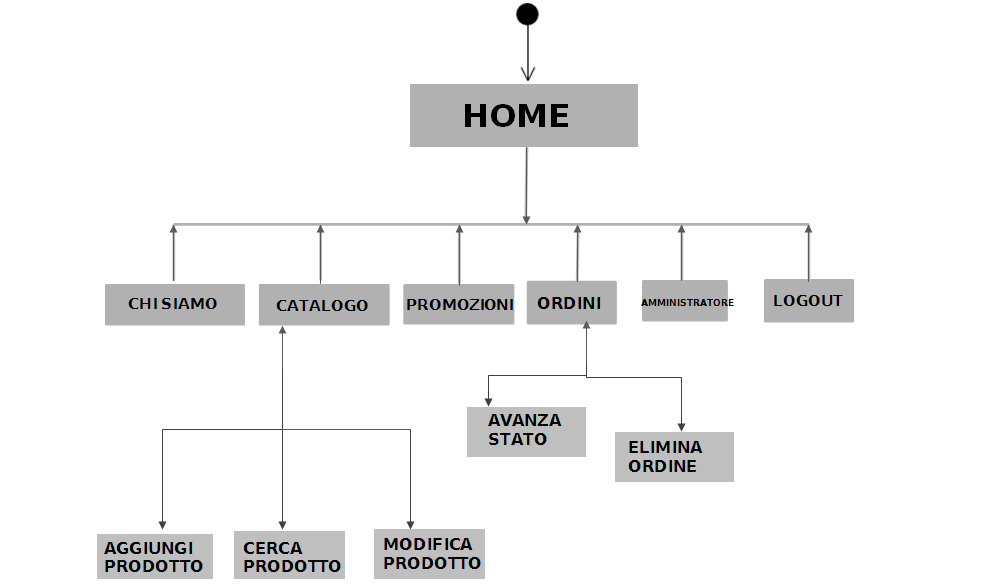 HOME
CHI SIAMO
CATALOGO
PROMOZIONI
ORDINI
AMMINISTRATORE
LOGOUT
AVANZA
STATO
ELIMINA
ORDINE
AGGIUNGI
PRODOTTO
CERCA
PRODOTTO
MODIFICA
PRODOTTO